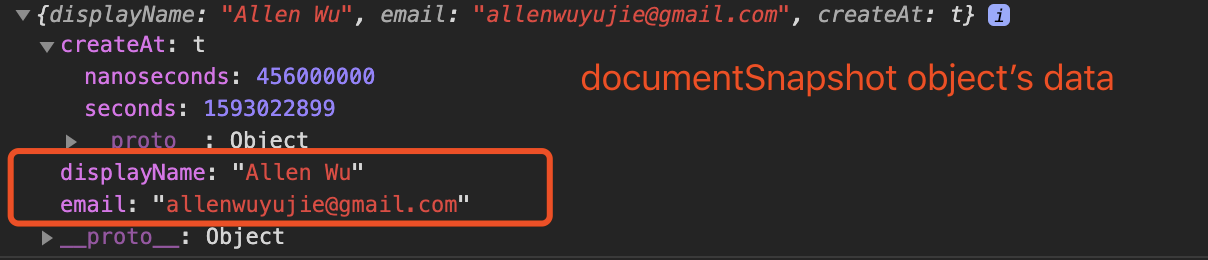 ▼{displayName: "Allen Wu", email: "allenwuyujie@gmail.com", createAt: t} i
▼createAt: t
nanoseconds: 456000000
documentSnapshot object's data
seconds: 1593022899
▶__proto__: Object
displayName: "Allen Wu"
email: "allenwuyujie@gmail.com"
▶__proto__: Object